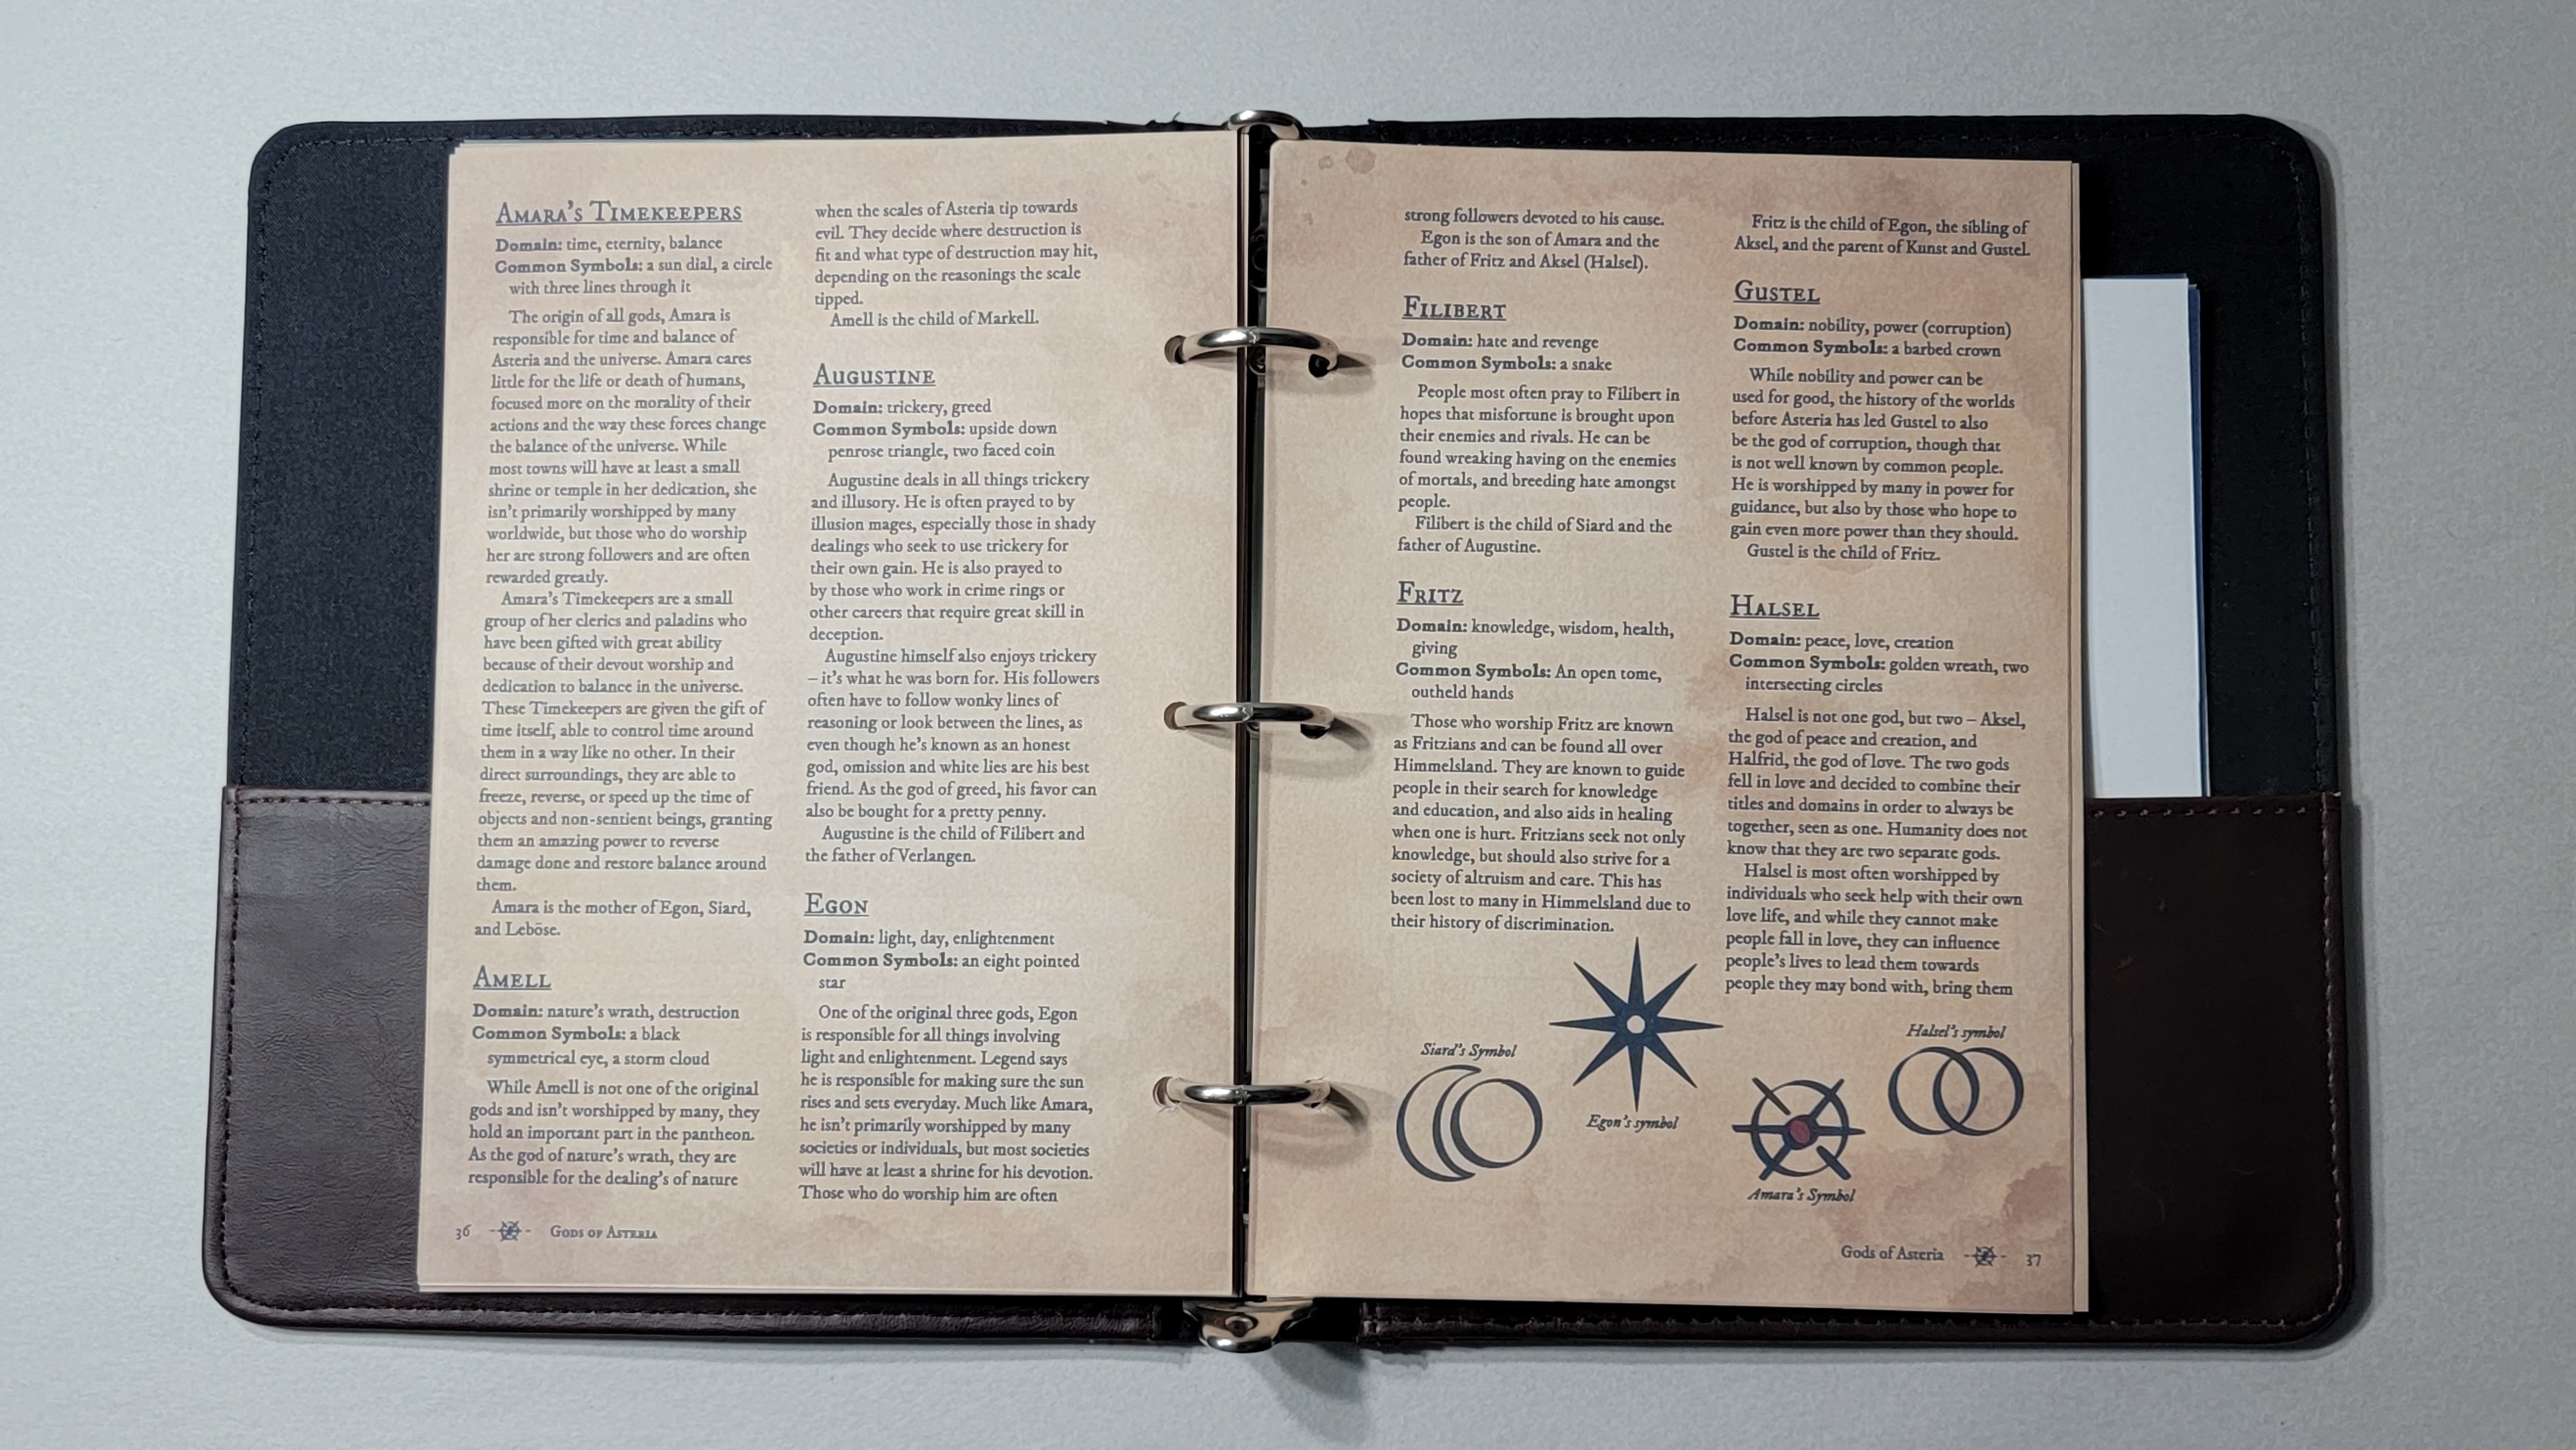 AMARA'S TIMEKEEPERS
Domain: time, eternity, balance
Common Symbols: a sun dial, a circle
with three lines through it
The origin of all gods, Amara is
responsible for time and balance of
Asteria and the universe. Amara cares
little for the life or death of humans,
focused more on the morality of their
actions and the way these forces change
the balance of the universe. While
most towns will have at least a small
shrine or temple in her dedication, she
isn't primarily worshipped by many
worldwide, but those who do worship
her are strong followers and are often
rewarded greatly.
Amara's Timekeepers are a small
group of her clerics and paladins who
have been gifted with great ability
because of their devout worship and
dedication to balance in the universe.
These Timekeepers are given the gift of
time itself, able to control time around
them in a way like no other. In their
direct surroundings, they are able to
freeze, reverse, or speed up the time of
objects and non-sentient beings, granting
them an amazing power to reverse
damage done and restore balance around
them.
Amara is the mother of Egon, Siard,
and Leböse.
AMELL
Domain: nature's wrath, destruction
Common Symbols: a black
symmetrical eye, a storm cloud
While Amell is not one of the original
gods and isn't worshipped by many, they
hold an important part in the pantheon.
As the god of nature's wrath, they are
responsible for the dealing's of nature
36
GODS OF ASTERIA
when the scales of Asteria tip towards
evil. They decide where destruction is
fit and what type of destruction may hit,
depending on the reasonings the scale
tipped.
Amell is the child of Markell.
AUGUSTINE
Domain: trickery, greed
Common Symbols: upside down
penrose triangle, two faced coin
Augustine deals in all things trickery
and illusory. He is often prayed to by
illusion mages, especially those in shady
dealings who seek to use trickery for
their own gain. He is also prayed to
by those who work in crime rings or
other careers that require great skill in
deception.
Augustine himself also enjoys trickery
—it's what he was born for. His followers
often have to follow wonky lines of
reasoning or look between the lines, as
even though he's known as an honest
god, omission and white lies are his best
friend. As the god of greed, his favor can
also be bought for a pretty penny.
Augustine is the child of Filibert and
the father of Verlangen.
EGON
Domain: light, day, enlightenment
Common Symbols: an eight pointed
star
One of the original three gods, Egon
is responsible for all things involving
light and enlightenment. Legend says
he is responsible for making sure the sun
rises and sets everyday. Much like Amara,
he isn't primarily worshipped by many
societies or individuals, but most societies
will have at least a shrine for his devotion.
Those who do worship him are often
strong followers devoted to his cause.
Egon is the son of Amara and the
father of Fritz and Aksel (Halsel).
FILIBERT
Domain: hate and revenge
Common Symbols: a snake
People most often pray to Filibert in
hopes that misfortune is brought upon
their enemies and rivals. He can be
found wreaking having on the enemies
of mortals, and breeding hate amongst
people.
Filibert is the child of Siard and the
father of Augustine.
FRITZ
Domain: knowledge, wisdom, health,
giving
Common Symbols: An open tome,
outheld hands
Those who worship Fritz are known
as Fritzians and can be found all over
Himmelsland. They are known to guide
people in their search for knowledge
and education, and also aids in healing
when one is hurt. Fritzians seek not only
knowledge, but should also strive for a
society of altruism and care. This has
been lost to many in Himmelsland due to
their history of discrimination.
Siard's Symbol
Egon's symbol
Fritz is the child of Egon, the sibling of
Aksel, and the parent of Kunst and Gustel.
GUSTEL
Domain: nobility, power (corruption)
Common Symbols: a barbed crown
While nobility and power can be
used for good, the history of the worlds
before Asteria has led Gustel to also
be the god of corruption, though that
is not well known by common people.
He is worshipped by many in power for
guidance, but also by those who hope to
gain even more power than they should.
Gustel is the child of Fritz.
HALSEL
Domain: peace, love, creation
Common Symbols: golden wreath, two
intersecting circles
Halsel is not one god, but two – Aksel,
the god of peace and creation, and
Halfrid, the god of love. The two gods
fell in love and decided to combine their
titles and domains in order to always be
together, seen as one. Humanity does not
know that they are two separate gods.
Halsel is most often worshipped by
individuals who seek help with their own
love life, and while they cannot make
people fall in love, they can influence
people's lives to lead them towards
people they may bond with, bring them
Amara's Symbol
Halsel's symbol
Gods of Asteria
37